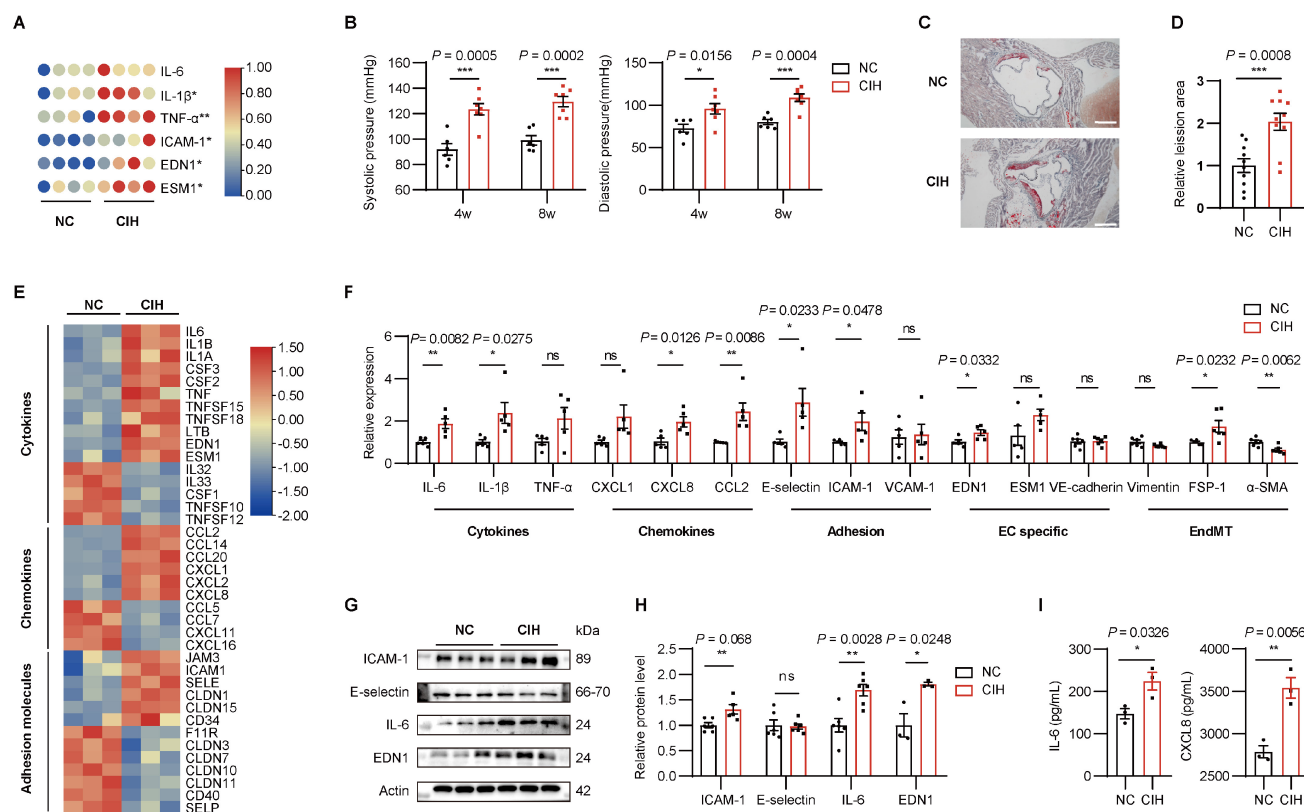 A
IL-6
IL-1β*
TNF-α**
ICAM-1*
EDN1*
ESM1*
NC
CIH
1.00
0.80
0.60
0.40
0.20
0.00
B
Systolic pressure (mmHg)
P = 0.0005
P = 0.0002
***
***
140
120
100
80
60
4w
8w
Diastolic pressure(mmHg)
P = 0.0156
P = 0.0004
*
***
160
140
120
100
80
60
40
20
0
4w
8w
NC
CIH
C
NC
CIH
D
P = 0.0008
***
Relative leission area
3
2
1
0
NC
CIH
E
NC
CIH
Cytokines
IL6
IL1B
IL1A
CSF3
CSF2
TNF
TNFSF15
TNFSF18
LTB
EDN1
ESM1
IL32
IL33
CSF1
TNFSF10
TNFSF12
Chemokines
CCL2
CCL14
CCL20
CXCL1
CXCL2
CXCL8
CCL5
CCL7
CXCL11
CXCL16
Adhesion molecules
JAM3
ICAM1
SELE
CLDN1
CLDN15
CD34
F11R
CLDN3
CLDN7
CLDN10
CLDN11
CD40
SELP
1.50
1.00
0.50
0.00
-0.50
-1.00
-1.50
-2.00
F
NC
CIH
Relative expression
6
4
2
0
P = 0.0082
P = 0.0275
ns
ns
P = 0.0126
P = 0.0086
P = 0.0233
P = 0.0478
ns
P = 0.0332
ns
ns
ns
P = 0.0232
P = 0.0062
**
*
*
**
*
*
*
*
**
IL-6
IL-1β
TNF-α
CXCL1
CXCL8
CCL2
E-selectin
ICAM-1
VCAM-1
EDN1
ESM1
VE-cadherin
Vimentin
FSP-1
α-SMA
Cytokines
Chemokines
Adhesion
EC specific
EndMT
G
NC
CIH
kDa
ICAM-1
89
E-selectin
66-70
IL-6
24
EDN1
24
Actin
42
H
Relative protein level
P = 0.068
**
ns
P = 0.0028
**
P = 0.0248
*
2.5
2.0
1.5
1.0
0.5
0.0
ICAM-1
E-selectin
IL-6
EDN1
NC
CIH
I
IL-6 (pg/mL)
P = 0.0326
*
300
200
100
0
NC
CIH
CXCL8 (pg/mL)
P = 0.0056
**
4000
3500
3000
2500
NC
CIH